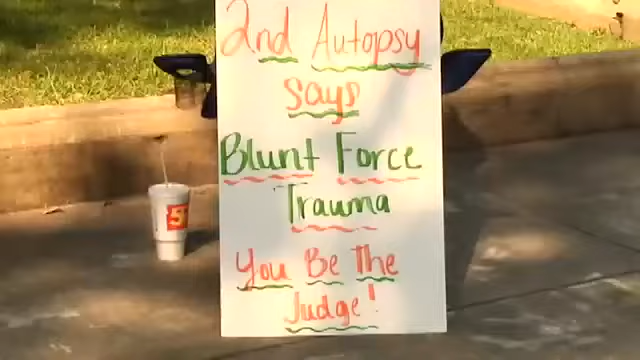 2nd Autopsy
says
Blunt Force
Trauma
You Be The
Judge!